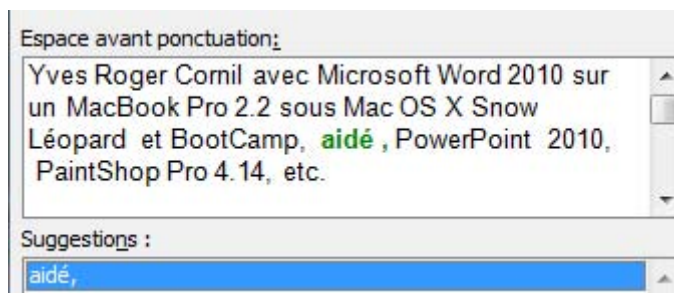 Espace avant ponctuation:
Yves Roger Cornil avec Microsoft Word 2010 sur
un MacBook Pro 2.2 sous Mac OS X Snow
Léopard et BootCamp, aidé , PowerPoint 2010,
PaintShop Pro 4.14, etc.
Suggestions :
aidé,